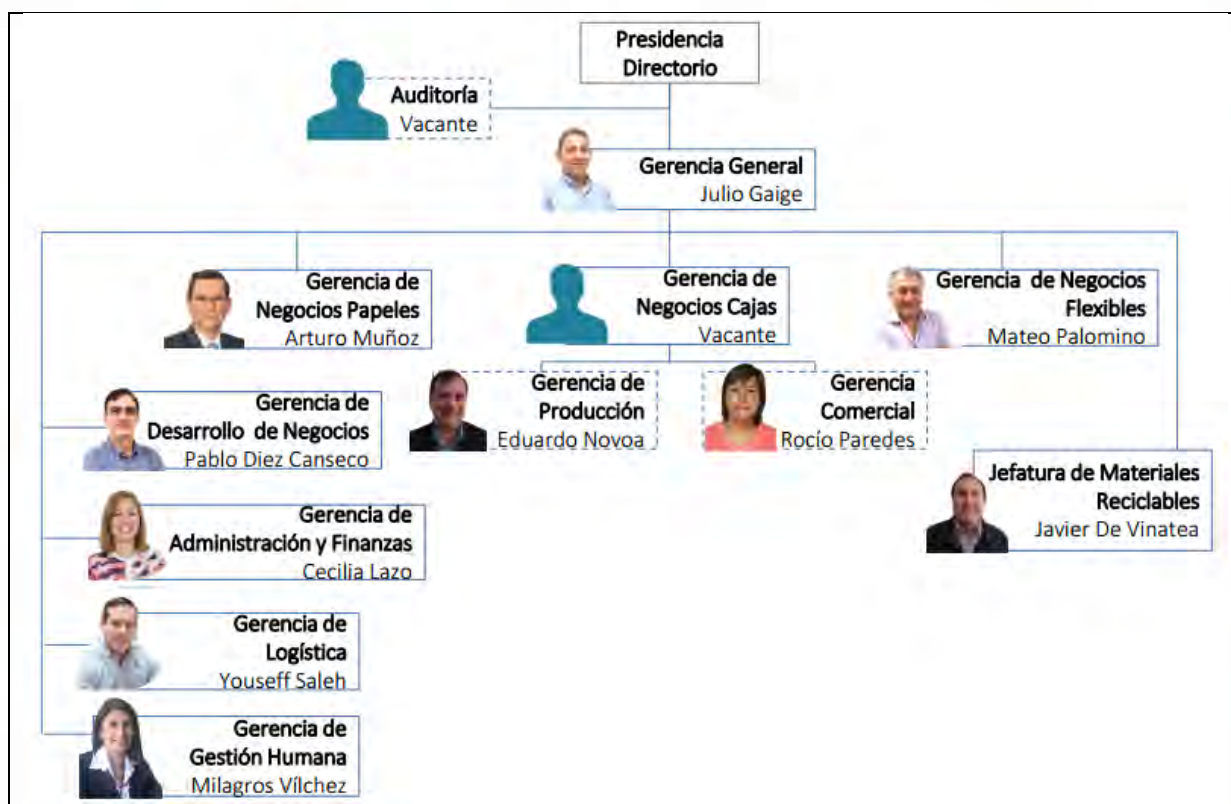 Presidencia
Directorio
Auditoría
Vacante
Gerencia General
Julio Gaige
Gerencia de
Negocios Papeles
Arturo Muñoz
Gerencia de
Negocios Cajas
Vacante
Gerencia de Negocios
Flexibles
Mateo Palomino
Gerencia de
Producción
Eduardo Novoa
Gerencia
Comercial
Rocío Paredes
Gerencia de
Desarrollo de Negocios
Pablo Diez Canseco
Jefatura de Materiales
Reciclables
Javier De Vinatea
Gerencia de
Administración y Finanzas
Cecilia Lazo
Gerencia de
Logística
Youseff Saleh
Gerencia de
Gestión Humana
Milagros Vílchez